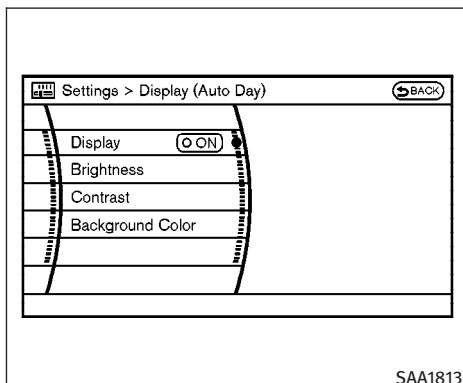 Settings > Display (Auto Day)
BACK
Display
ON
Brightness
Contrast
Background Color
SAA1813